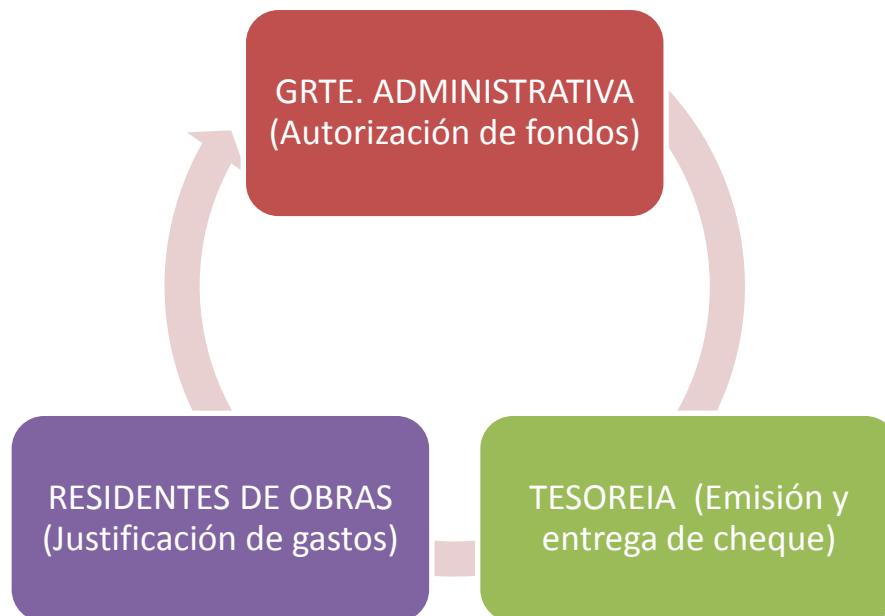 GRTE. ADMINISTRATIVA
(Autorización de fondos)
RESIDENTES DE OBRAS
(Justificación de gastos)
TESOREIA (Emisión y
entrega de cheque)